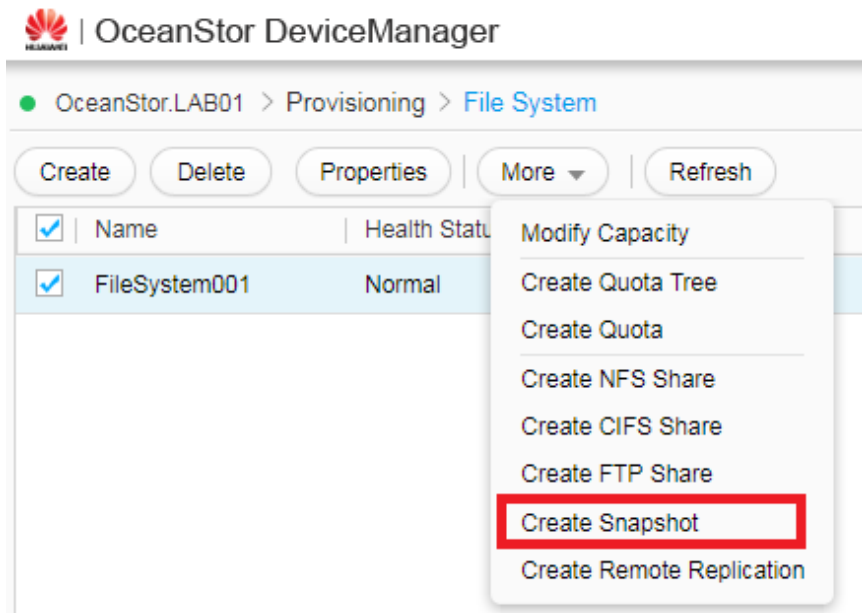 HUAWEI | OceanStor DeviceManager
OceanStor.LAB01 > Provisioning > File System
Create Delete Properties More Refresh
Name Health Statu
FileSystem001 Normal
Modify Capacity
Create Quota Tree
Create Quota
Create NFS Share
Create CIFS Share
Create FTP Share
Create Snapshot
Create Remote Replication